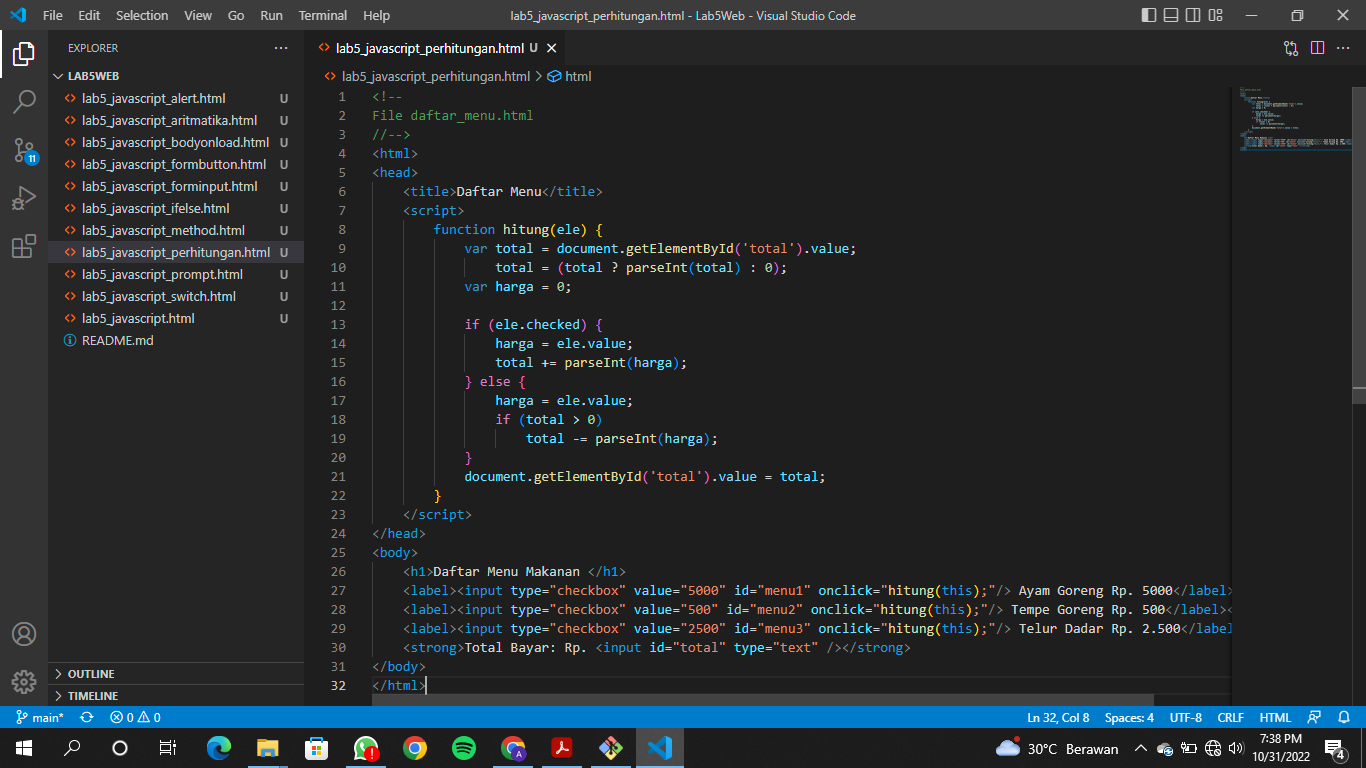 File Edit Selection View Go Run Terminal Help lab5_javascript_perhitungan.html - Lab5Web - Visual Studio Code
EXPLORER
LAB5WEB
lab5_javascript_alert.html U
lab5_javascript_aritmatika.html U
lab5_javascript_bodyonload.html U
lab5_javascript_formbutton.html U
lab5_javascript_forminput.html U
lab5_javascript_ifelse.html U
lab5_javascript_method.html U
lab5_javascript_perhitungan.html U
lab5_javascript_prompt.html U
lab5_javascript_switch.html U
lab5_javascript.html U
README.md
11
OUTLINE
TIMELINE
lab5_javascript_perhitungan.html U
lab5_javascript_perhitungan.html > html
1 <!--
2 File daftar_menu.html
3 //-->
4 <html>
5 <head>
6 <title>Daftar Menu</title>
7 <script>
8 function hitung(ele) {
9 var total = document.getElementById('total').value;
10 total = (total ? parseInt(total) : 0);
11 var harga = 0;
12
13 if (ele.checked) {
14 harga = ele.value;
15 total += parseInt(harga);
16 } else {
17 harga = ele.value;
18 if (total > 0)
19 total -= parseInt(harga);
20 }
21 document.getElementById('total').value = total;
22 }
23 </script>
24 </head>
25 <body>
26 <h1>Daftar Menu Makanan </h1>
27 <label><input type="checkbox" value="5000" id="menu1" onclick="hitung(this);"/> Ayam Goreng Rp. 5000</label>
28 <label><input type="checkbox" value="500" id="menu2" onclick="hitung(this);"/> Tempe Goreng Rp. 500</label><
29 <label><input type="checkbox" value="2500" id="menu3" onclick="hitung(this);"/> Telur Dadar Rp. 2.500</label
30 <strong>Total Bayar: Rp. <input id="total" type="text" /></strong>
31 </body>
32 </html>
main* 0 0 Ln 32, Col 8 Spaces: 4 UTF-8 CRLF HTML
30°C Berawan 7:38 PM
10/31/2022 4